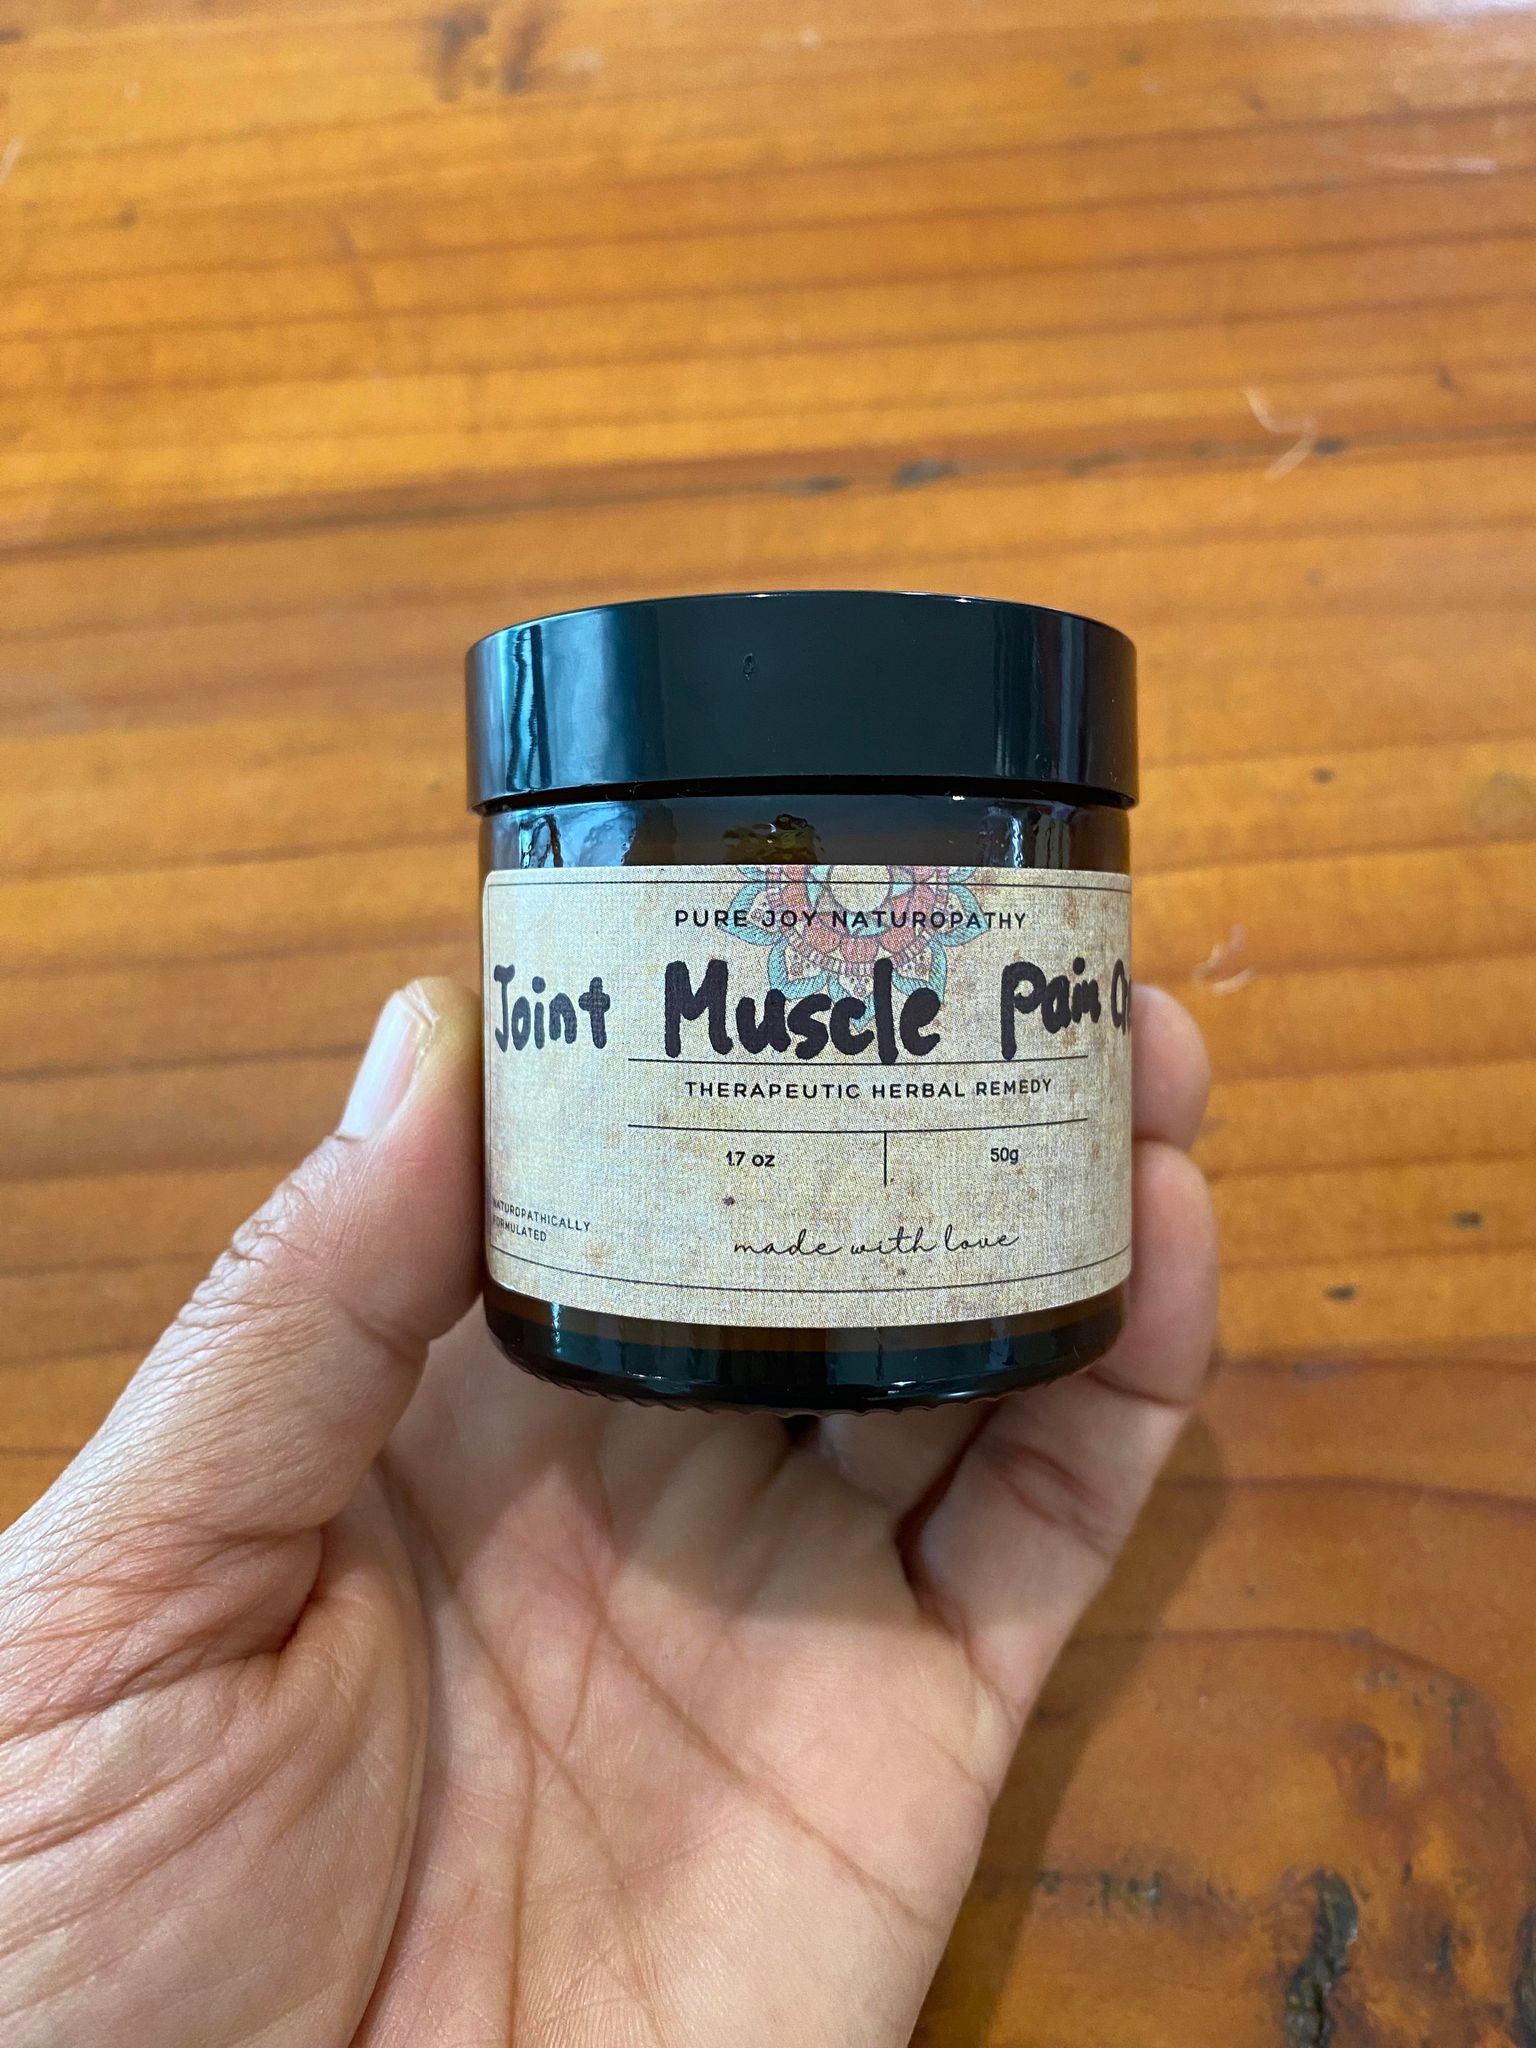 PURE JOY NATUROPATHY
Joint Muscle Pain
THERAPEUTIC HERBAL REMEDY
1.7 oz 50g
NATUROPATHICALLY
FORMULATED
made with love